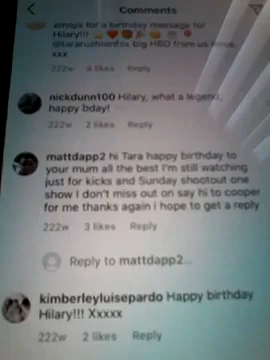 Comments
emojis for a birthday message for
Hilary!!!
@tararushtonfox big HBD from us
xxx
222w 4 likes Reply
nickdunn100 Hilary, what a legend,
happy bday!
222w 2 likes Reply
mattdapp2 hi Tara happy birthday to
your mum all the best I'm still watching
just for kicks and Sunday shootout one
show I don't miss out on say hi to cooper
for me thanks again i hope to get a reply
222w 3 likes Reply
Reply to mattdapp2...
kimberleyluisepardo Happy birthday
Hilary!!! Xxxxx
222w 2 likes Reply